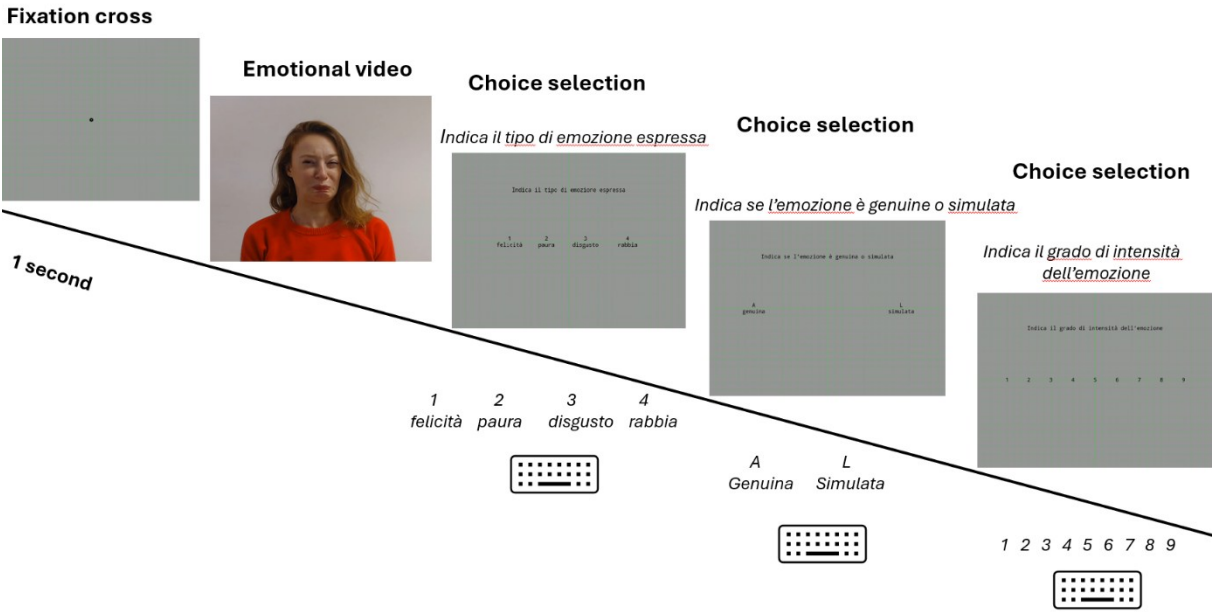 Fixation cross
Emotional video
Choice selection
Indica il tipo di emozione espressa
Indica il tipo di emozione espressa
1 2 3 4
felicità paura disgusto rabbia
Choice selection
Indica se l'emozione è genuine o simulata
Indica se l'emozione è genuina o simulata
A L
genuina simulata
Choice selection
Indica il grado di intensità
dell'emozione
Indica il grado di intensità dell'emozione
1 2 3 4 5 6 7 8 9
1 second
1 2 3 4
felicità paura disgusto rabbia
A L
Genuina Simulata
1 2 3 4 5 6 7 8 9